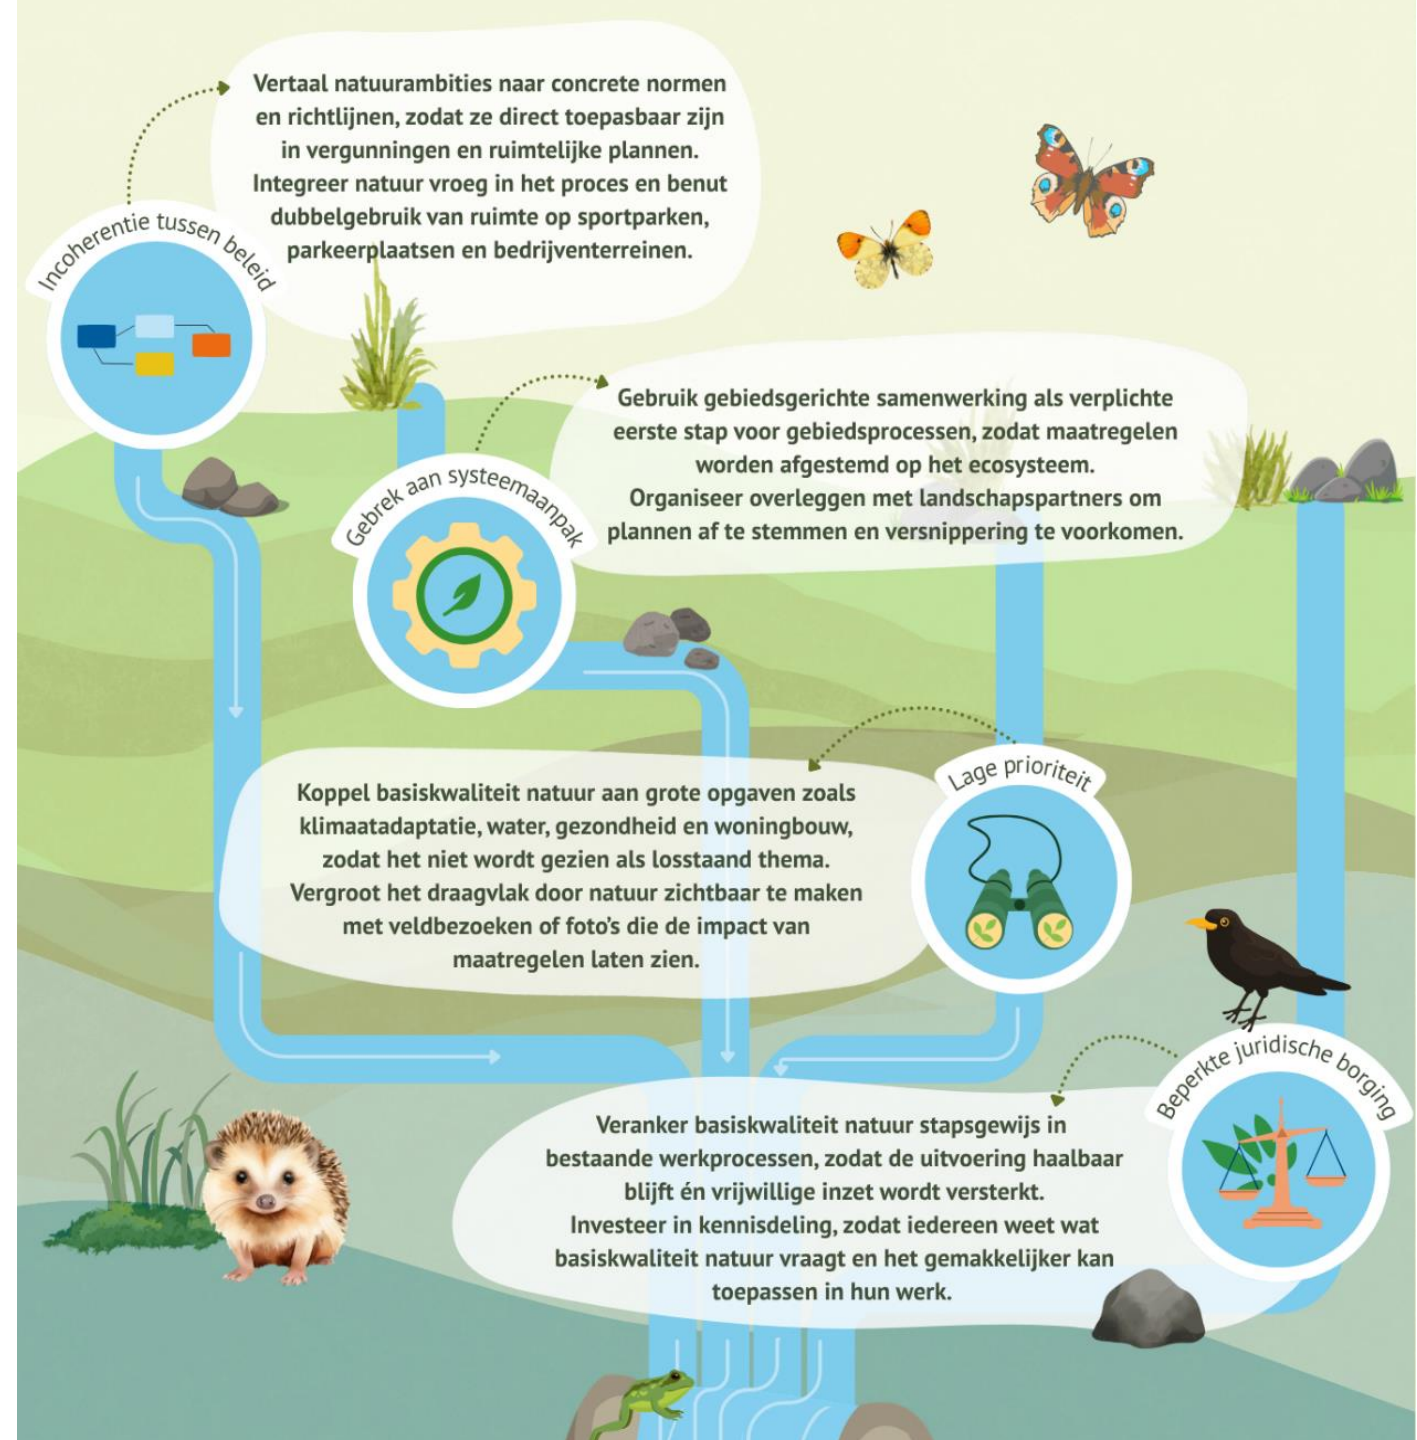 Vertaal natuurambities naar concrete normen
en richtlijnen, zodat ze direct toepasbaar zijn
in vergunningen en ruimtelijke plannen.
Integreer natuur vroeg in het proces en benut
dubbelgebruik van ruimte op sportparken,
parkeerplaatsen en bedrijventerreinen.
Incoherentie tussen beleid
Gebruik gebiedsgerichte samenwerking als verplichte
eerste stap voor gebiedsprocessen, zodat maatregelen
worden afgestemd op het ecosysteem.
Organiseer overleggen met landschapspartners om
plannen af te stemmen en versnippering te voorkomen.
Gebrek aan systeemaanpak
Lage prioriteit
Koppel basiskwaliteit natuur aan grote opgaven zoals
klimaatadaptatie, water, gezondheid en woningbouw,
zodat het niet wordt gezien als losstaand thema.
Vergroot het draagvlak door natuur zichtbaar te maken
met veldbezoeken of foto's die de impact van
maatregelen laten zien.
Beperkte juridische borging
Veranker basiskwaliteit natuur stapsgewijs in
bestaande werkprocessen, zodat de uitvoering haalbaar
blijft én vrijwillige inzet wordt versterkt.
Investeer in kennisdeling, zodat iedereen weet wat
basiskwaliteit natuur vraagt en het gemakkelijker kan
toepassen in hun werk.